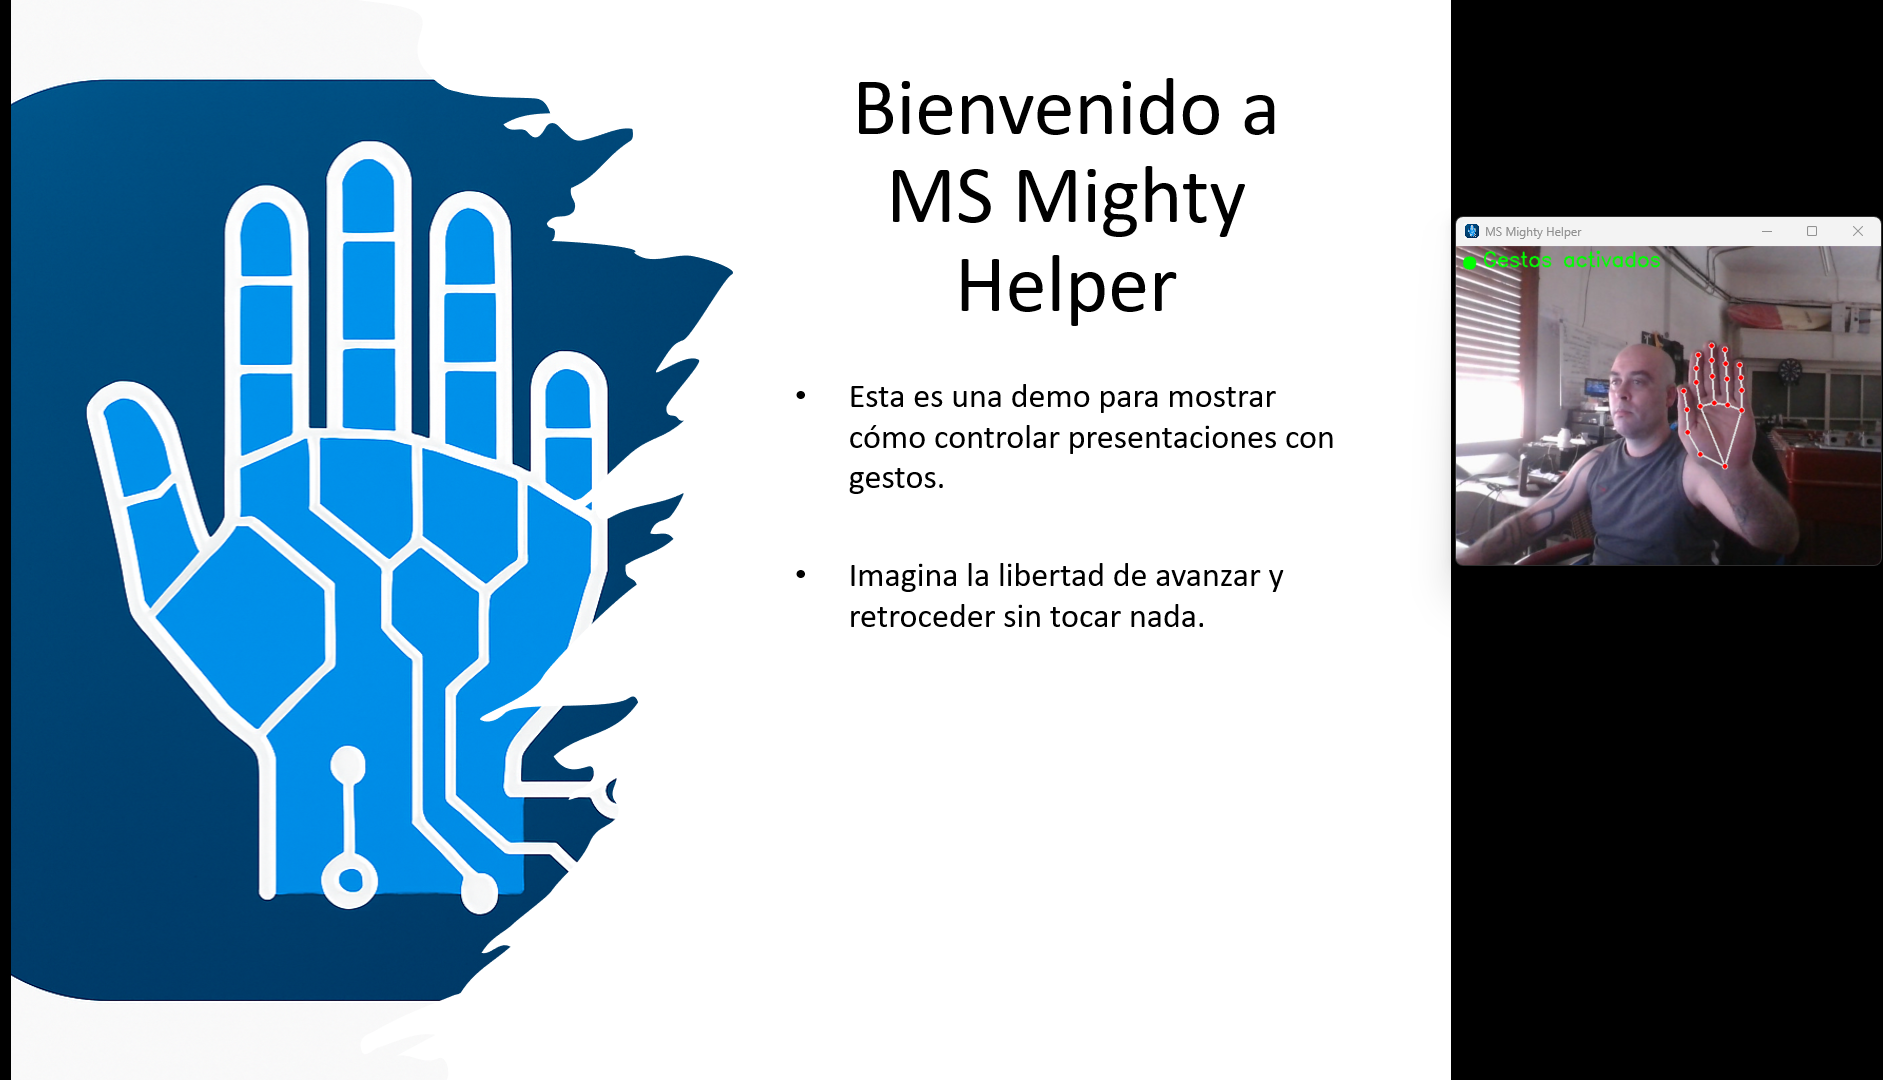 Bienvenido a
MS Mighty
Helper
• Esta es una demo para mostrar
cómo controlar presentaciones con
gestos.
• Imagina la libertad de avanzar y
retroceder sin tocar nada.
MS Mighty Helper
Gestos activados